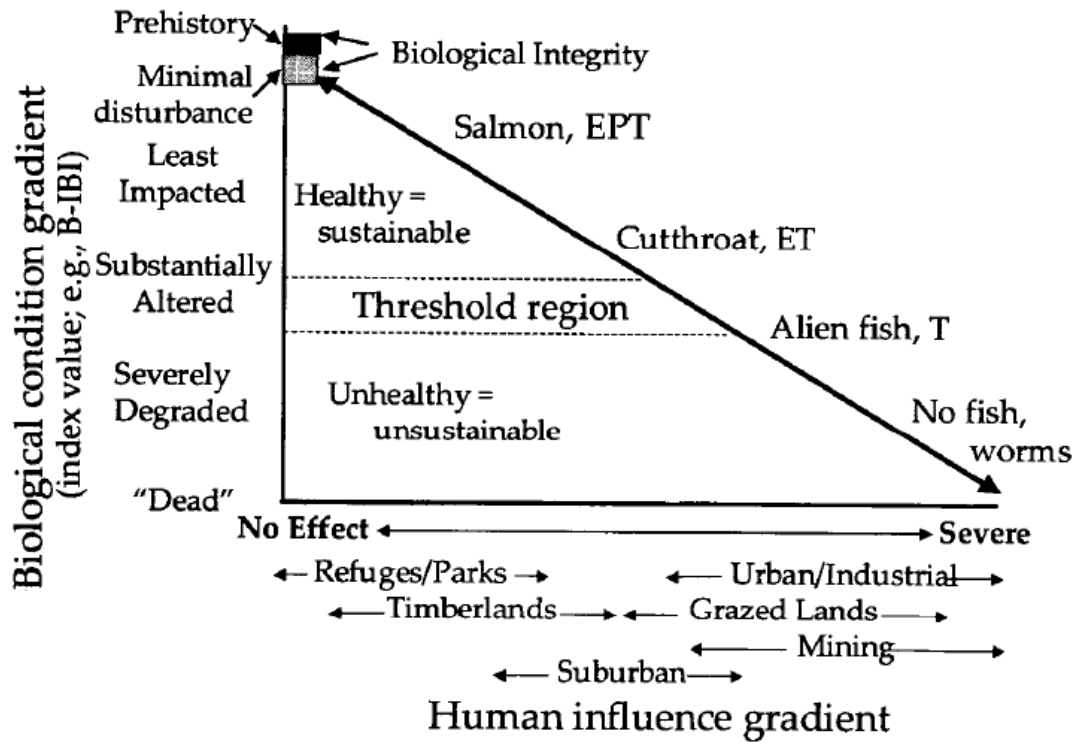 Prehistory
Biological Integrity
Minimal
disturbance
Salmon, EPT
Least
Impacted
Healthy =
sustainable
Cutthroat, ET
Substantially
Altered
Threshold region
Alien fish, T
Severely
Degraded
Unhealthy =
unsustainable
No fish,
worms
"Dead"
Biological condition gradient
(index value; e.g., B-IBI)
No Effect
Severe
Refuges/Parks
Urban/Industrial
Timberlands
Grazed Lands
Mining
Suburban
Human influence gradient